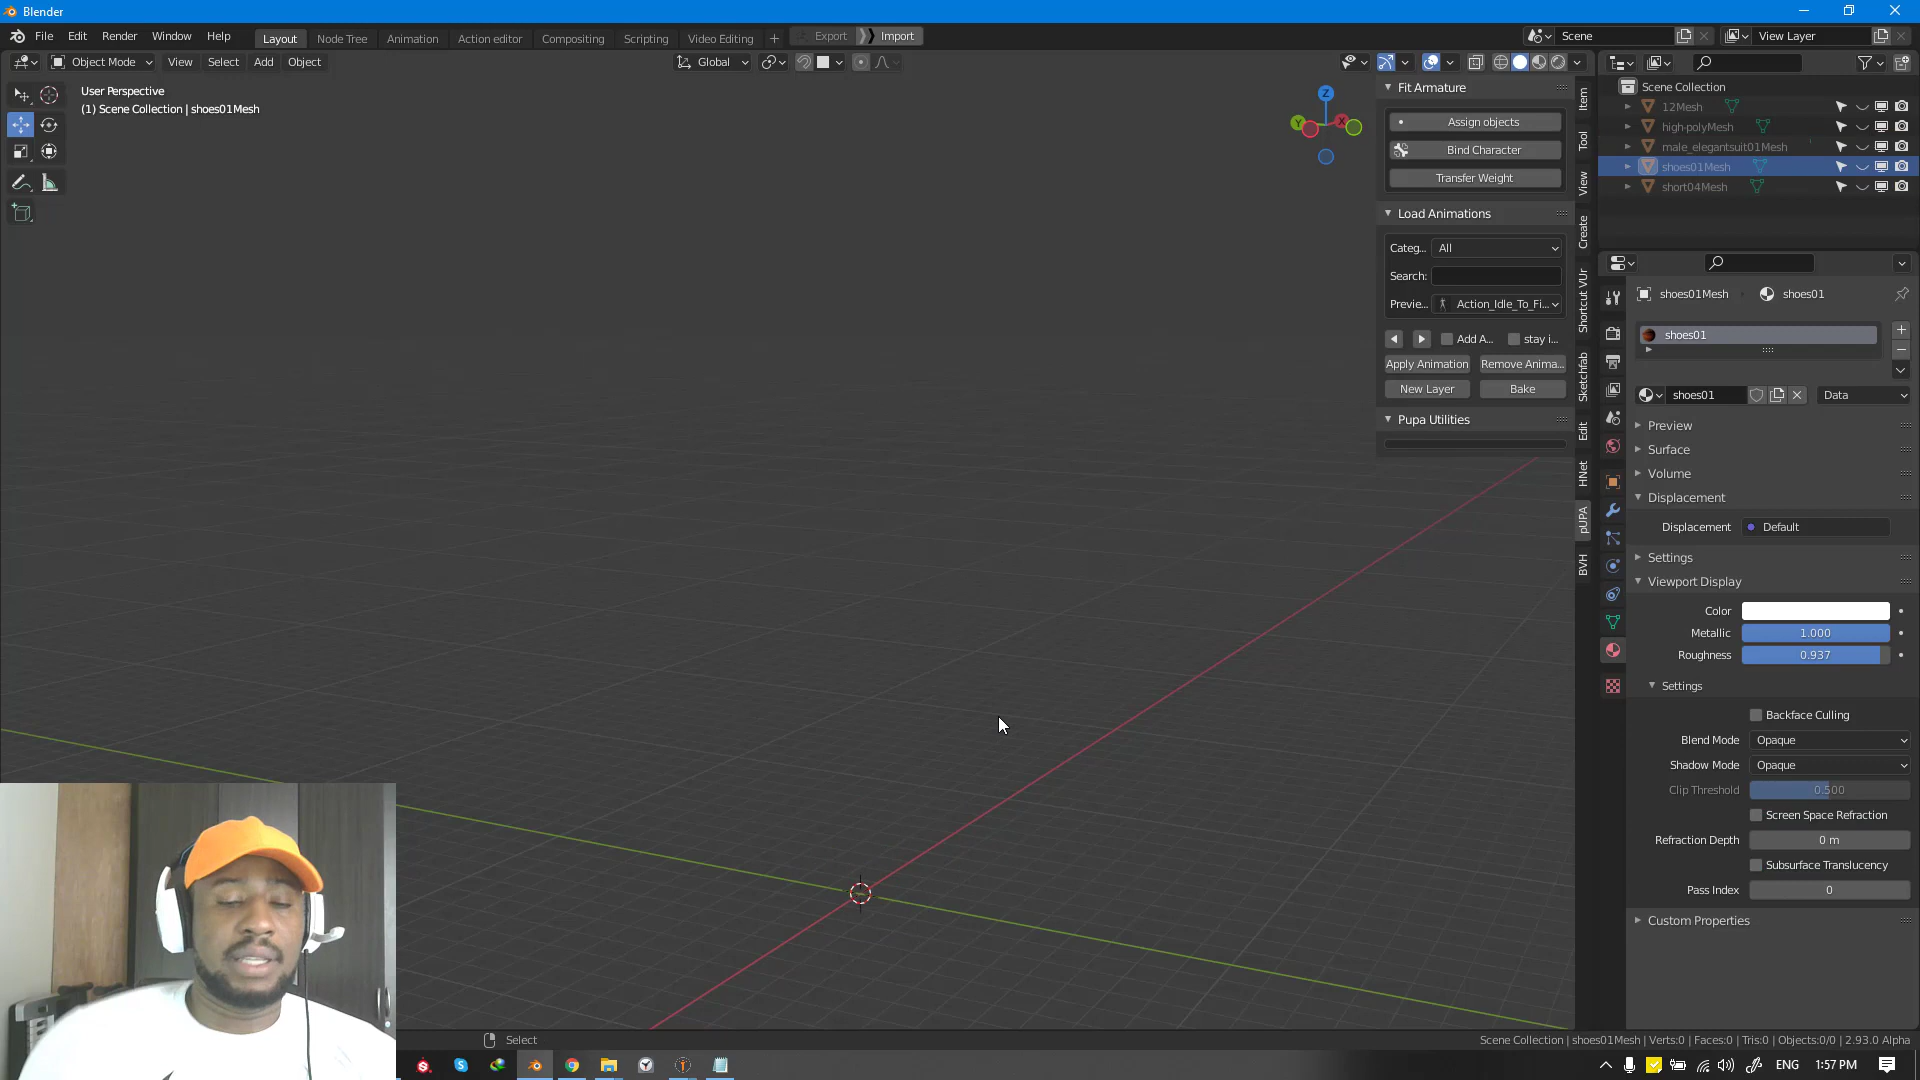 Blender
File Edit Render Window Help
Layout Node Tree Animation Action editor Compositing Scripting Video Editing + Export Import
Scene View Layer
Object Mode View Select Add Object
Global
User Perspective
(1) Scene Collection | shoes01Mesh
Z
Y X
Fit Armature
Assign objects
Bind Character
Transfer Weight
Load Animations
Categ... All
Search:
Previe... Action_Idle_To_Fi...
Add A... stay i...
Apply Animation Remove Anima...
New Layer Bake
Pupa Utilities
Item
Tool
View
Create
Shortcut VUr
Sketchfab
Edit
HNet
pUPA
BVH
Scene Collection
12Mesh
high-polyMesh
male_elegantsuit01Mesh
shoes01Mesh
short04Mesh
shoes01Mesh shoes01
shoes01
shoes01 Data
Preview
Surface
Volume
Displacement
Displacement Default
Settings
Viewport Display
Color
Metallic 1.000
Roughness 0.937
Settings
Backface Culling
Blend Mode Opaque
Shadow Mode Opaque
Clip Threshold 0.500
Screen Space Refraction
Refraction Depth 0 m
Subsurface Translucency
Pass Index 0
Custom Properties
Select
Scene Collection | shoes01Mesh | Verts:0 | Faces:0 | Tris:0 | Objects:0/0 | 2.93.0 Alpha
ENG 1:57 PM